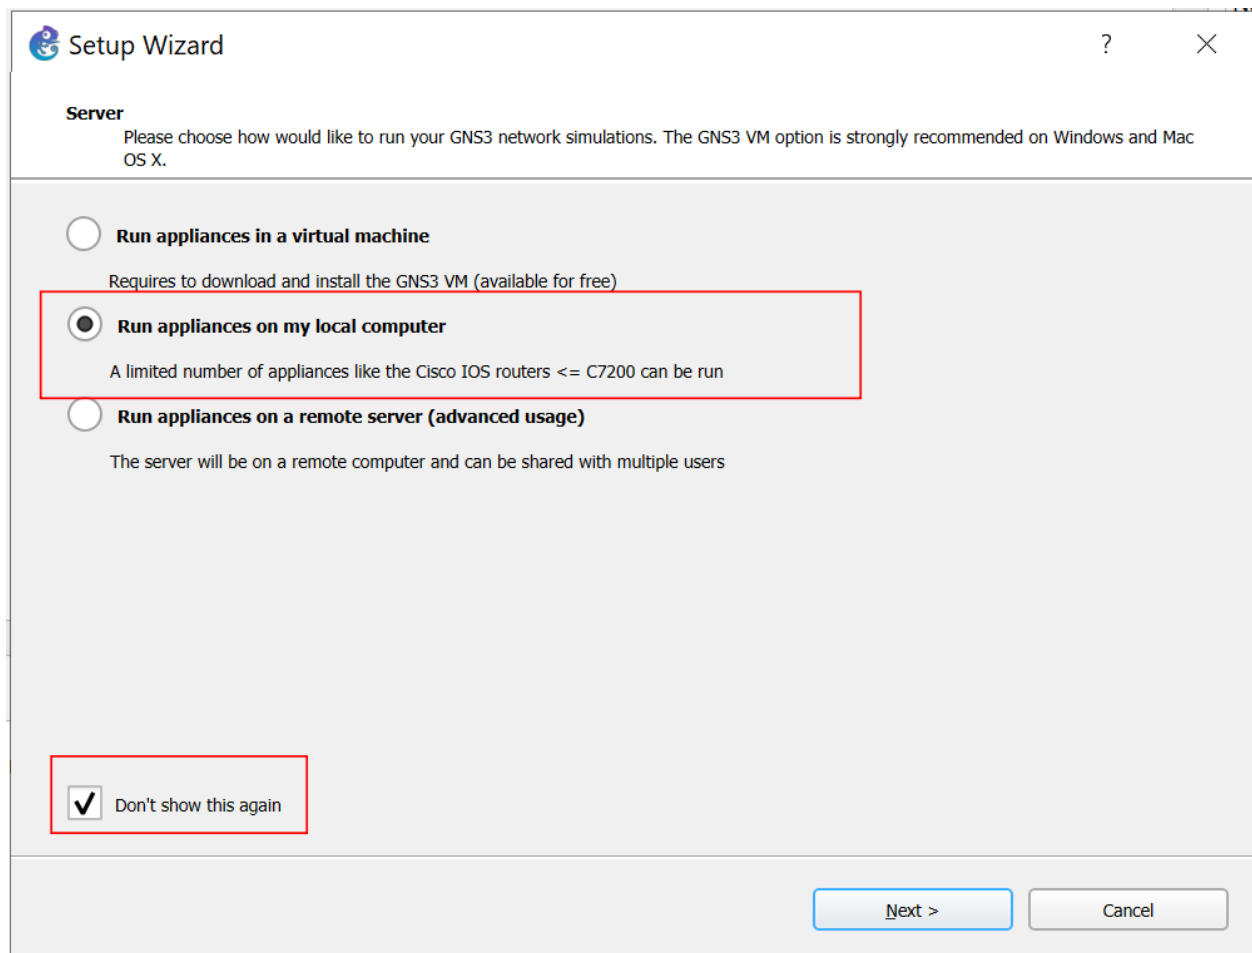 Setup Wizard
?
Server
Please choose how would like to run your GNS3 network simulations. The GNS3 VM option is strongly recommended on Windows and Mac
OS X.
Run appliances in a virtual machine
Requires to download and install the GNS3 VM (available for free)
Run appliances on my local computer
A limited number of appliances like the Cisco IOS routers <= C7200 can be run
Run appliances on a remote server (advanced usage)
The server will be on a remote computer and can be shared with multiple users
Don't show this again
Next >
Cancel